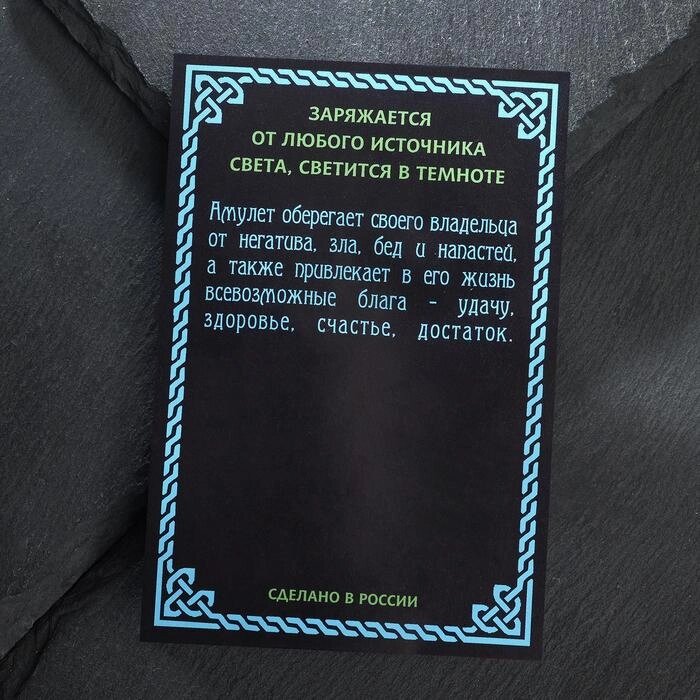 ЗАРЯЖАЕТСЯ
ОТ ЛЮБОГО ИСТОЧНИКА
СВЕТА, СВЕТИТСЯ В ТЕМНОТЕ
Амулет оберегает своего владельца
от негатива, зла, бед и напастей,
а также привлекает в его жизнь
всевозможные блага - удачу,
здоровье, счастье, достаток.
СДЕЛАНО В РОССИИ